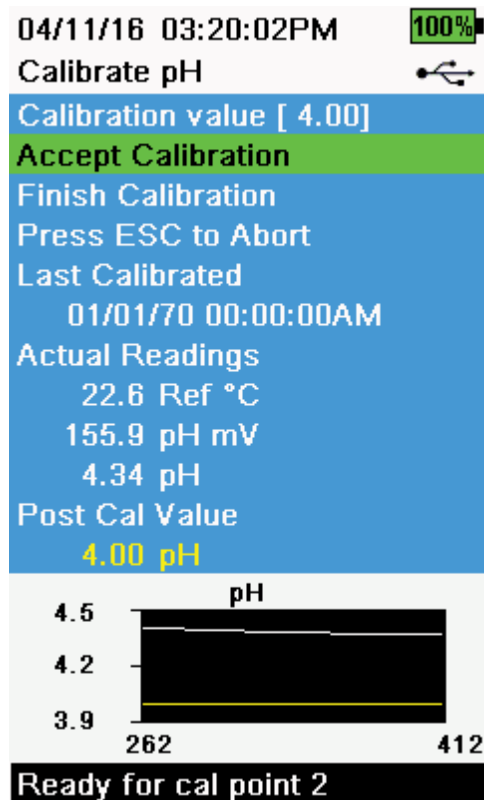 04/11/16 03:20:02PM 100%
Calibrate pH
Calibration value [ 4.00]
Accept Calibration
Finish Calibration
Press ESC to Abort
Last Calibrated
01/01/70 00:00:00AM
Actual Readings
22.6 Ref °C
155.9 pH mV
4.34 pH
Post Cal Value
4.00 pH
pH
4.5
4.2
3.9
262 412
Ready for cal point 2